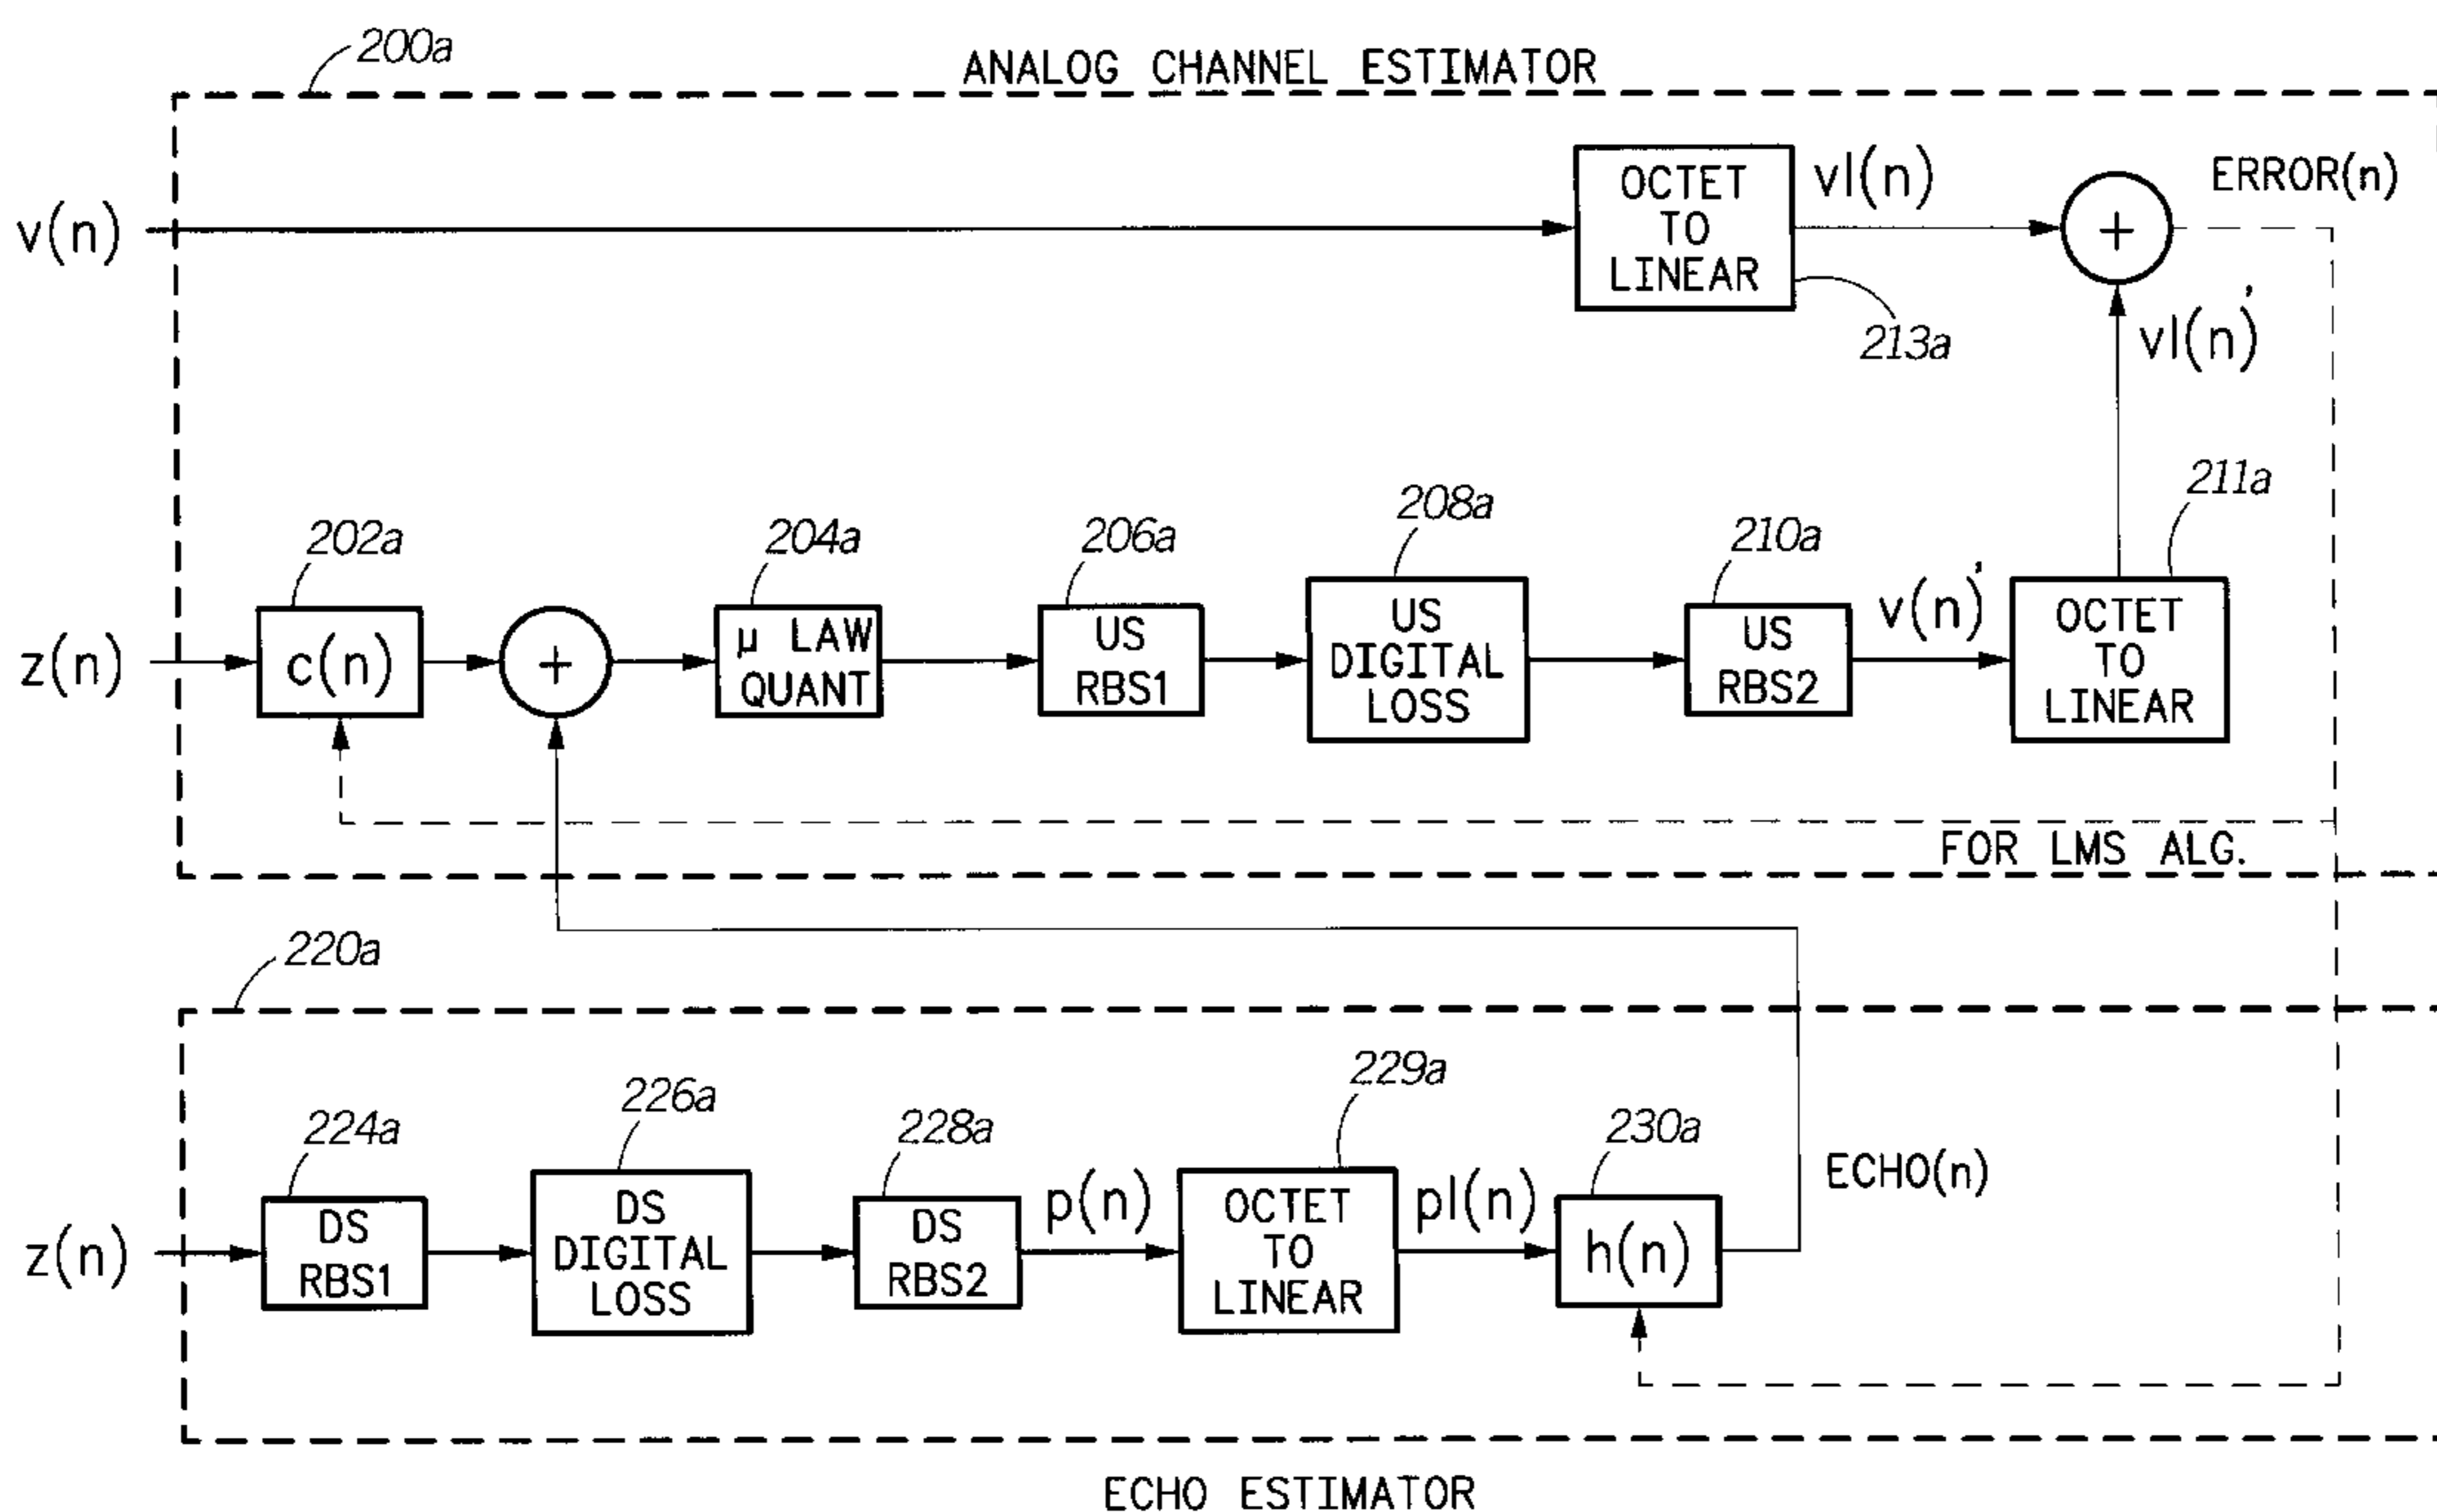 200a
ANALOG CHANNEL ESTIMATOR
v(n)
OCTET
TO
LINEAR
vl(n)
ERROR(n)
213a
vl(n)'
202a
204a
206a
208a
210a
211a
z(n)
c(n)
+
+
μ LAW
QUANT
US
RBS1
US
DIGITAL
LOSS
US
RBS2
v(n)'
OCTET
TO
LINEAR
FOR LMS ALG.
220a
224a
226a
228a
229a
230a
z(n)
DS
RBS1
DS
DIGITAL
LOSS
DS
RBS2
p(n)
OCTET
TO
LINEAR
pl(n)
h(n)
ECHO(n)
ECHO ESTIMATOR